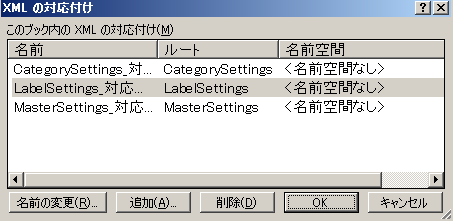 XML の対応付け
このブック内の XML の対応付け(M)
名前 ルート 名前空間
CategorySettings_対... CategorySettings <名前空間なし>
LabelSettings_対応... LabelSettings <名前空間なし>
MasterSettings_対応... MasterSettings <名前空間なし>
名前の変更(R)... 追加(A)... 削除(D) OK キャンセル